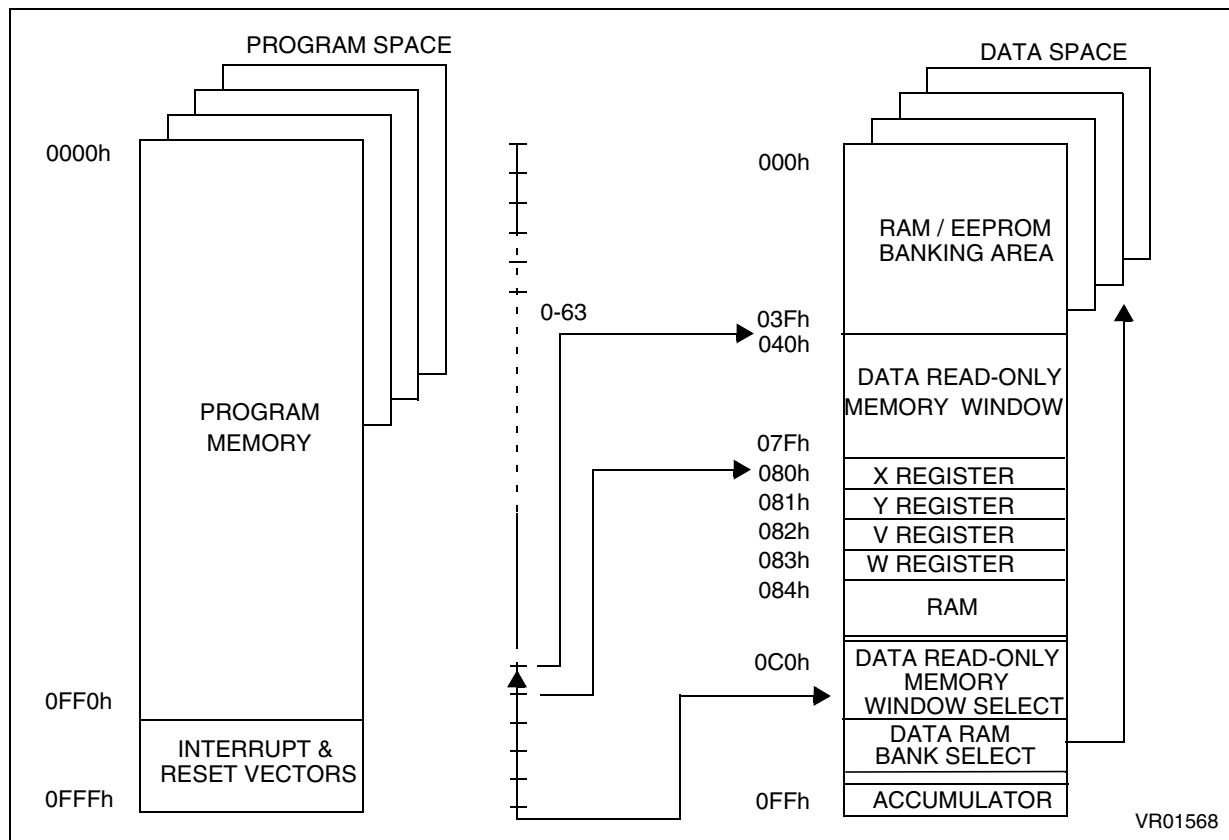 PROGRAM SPACE
0000h
PROGRAM
MEMORY
0FF0h
INTERRUPT &
RESET VECTORS
0FFFh
0-63
DATA SPACE
000h
RAM / EEPROM
BANKING AREA
03Fh
040h
DATA READ-ONLY
MEMORY WINDOW
07Fh
080h
X REGISTER
081h
Y REGISTER
082h
V REGISTER
083h
W REGISTER
084h
RAM
0C0h
DATA READ-ONLY
MEMORY
WINDOW SELECT
DATA RAM
BANK SELECT
0FFh
ACCUMULATOR
VR01568